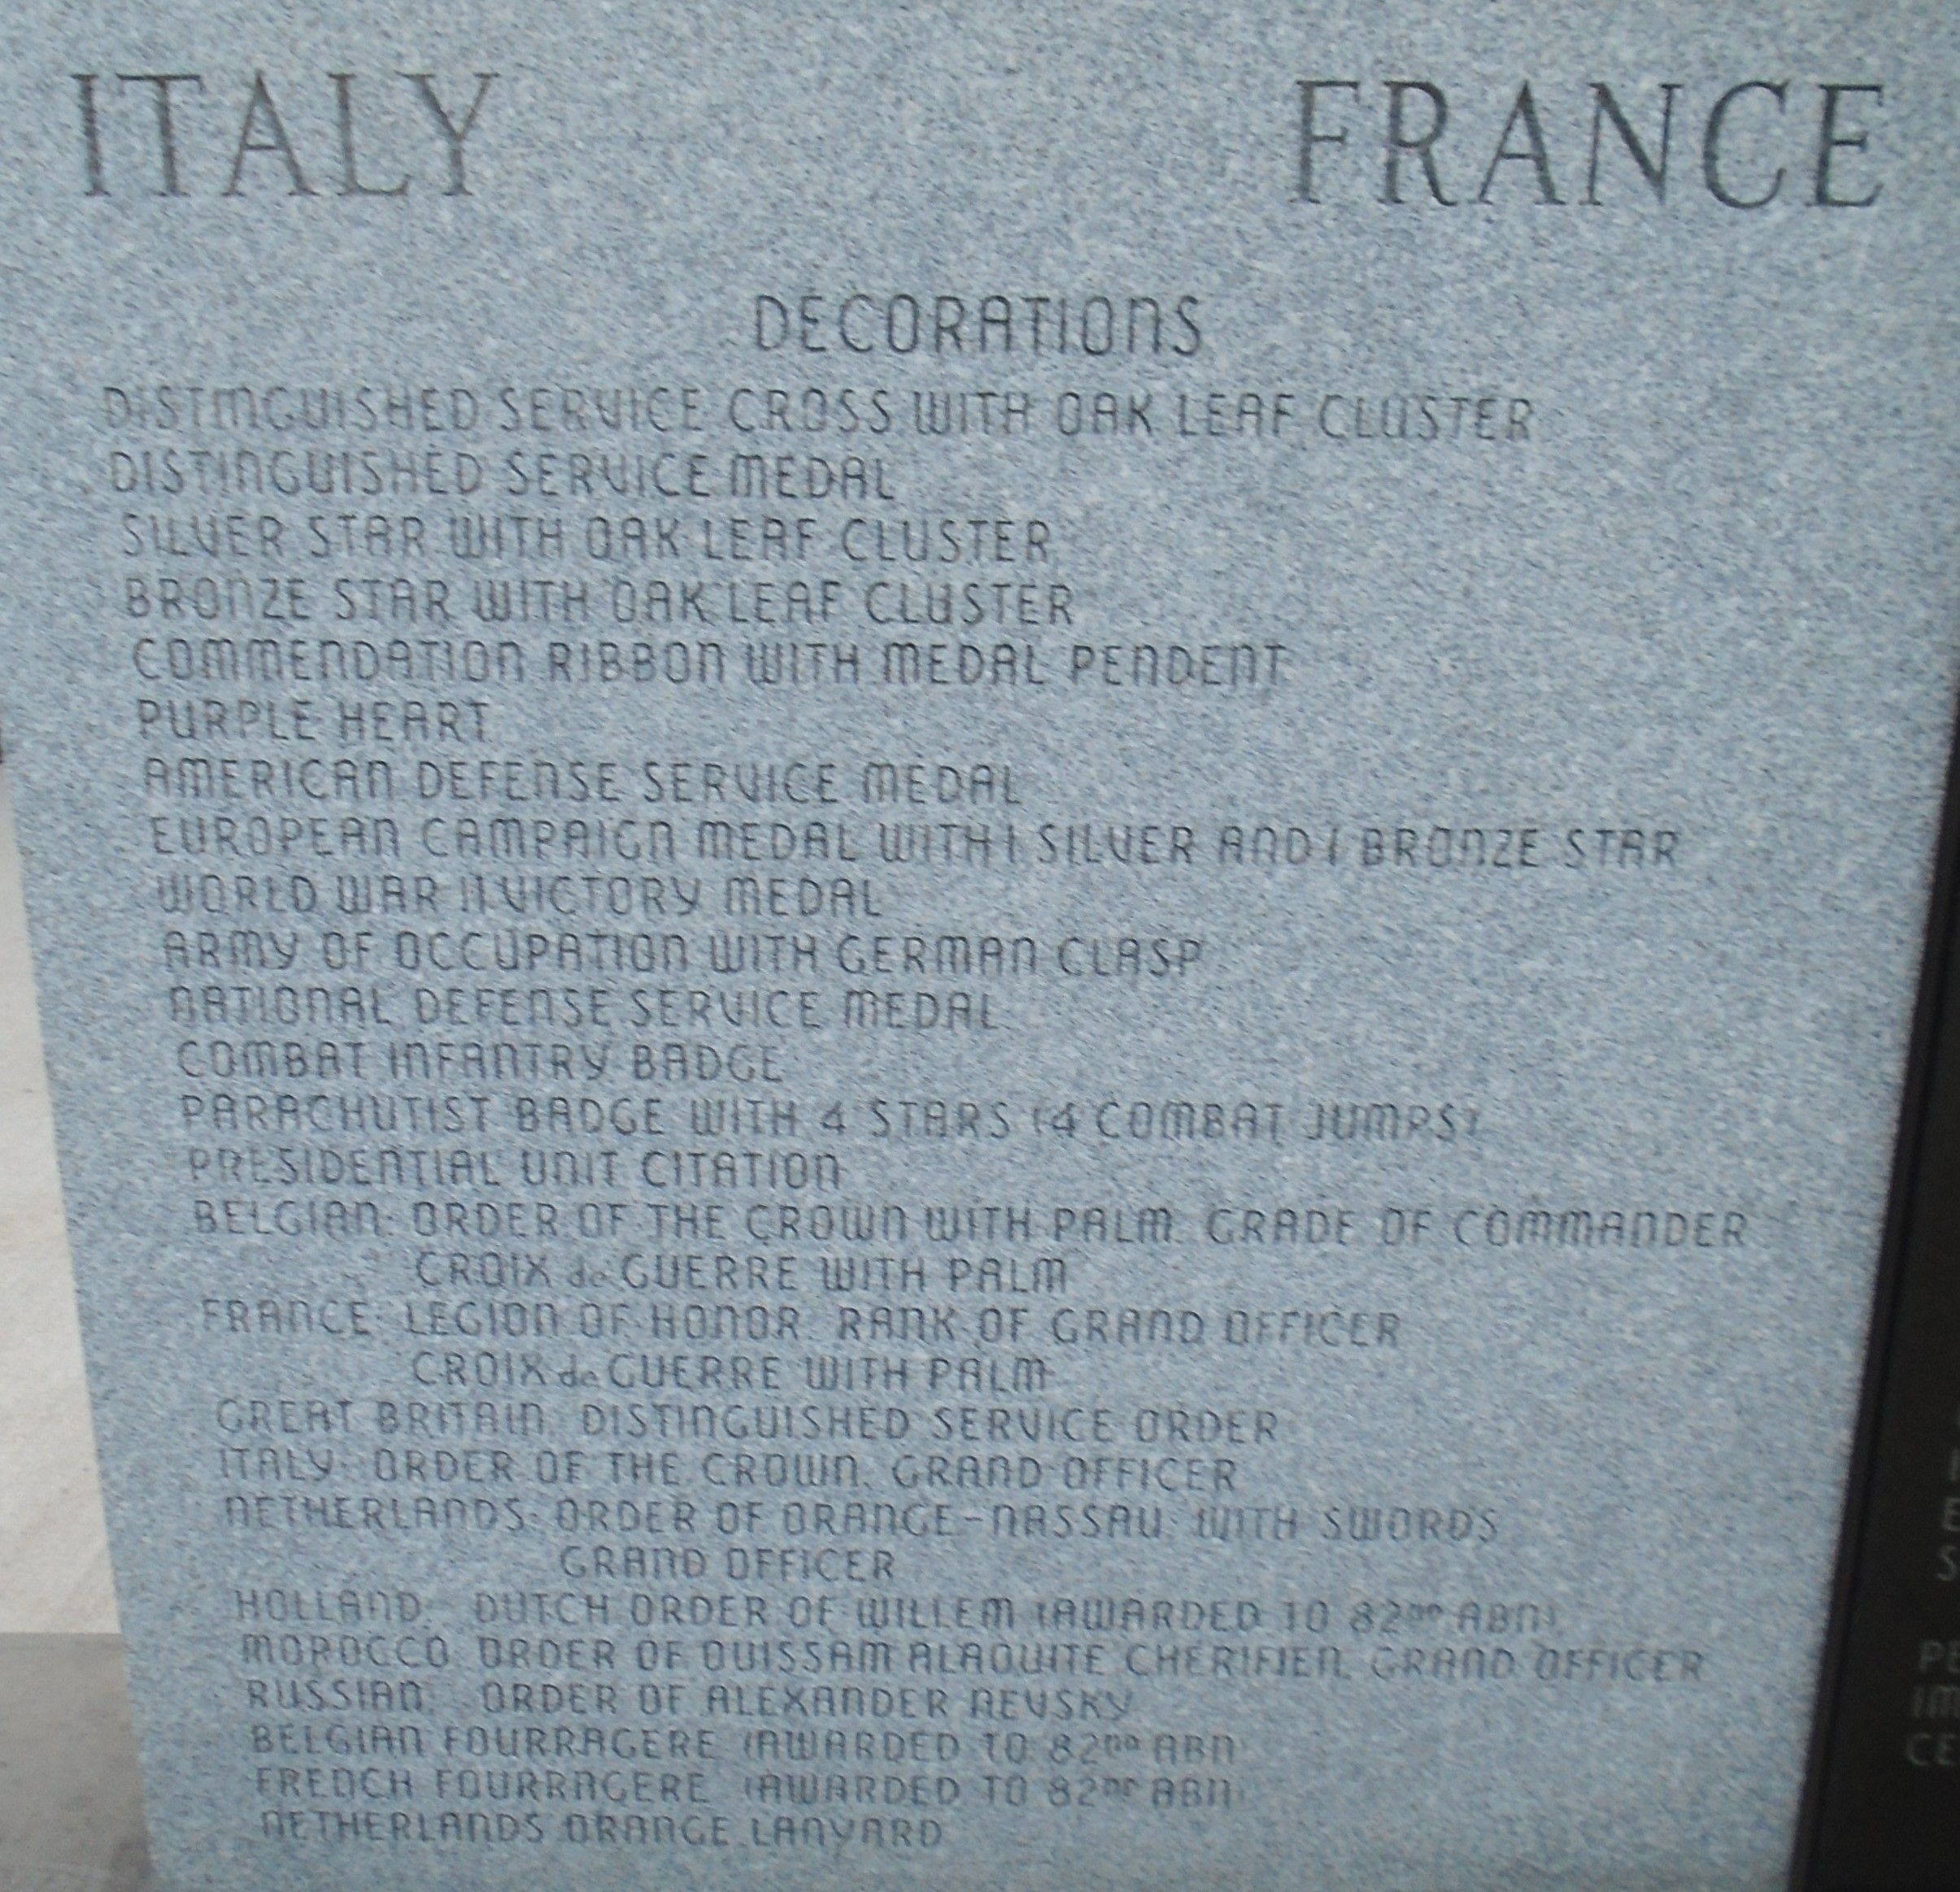 ITALY FRANCE
DECORATIONS
DISTINGUISHED SERVICE CROSS WITH OAK LEAF CLUSTER
DISTINGUISHED SERVICE MEDAL
SILVER STAR WITH OAK LEAF CLUSTER
BRONZE STAR WITH OAK LEAF CLUSTER
COMMENDATION RIBBON WITH MEDAL PENDENT
PURPLE HEART
AMERICAN DEFENSE SERVICE MEDAL
EUROPEAN CAMPAIGN MEDAL WITH 1 SILVER AND 1 BRONZE STAR
WORLD WAR II VICTORY MEDAL
ARMY OF OCCUPATION WITH GERMAN CLASP
NATIONAL DEFENSE SERVICE MEDAL
COMBAT INFANTRY BADGE
PARACHUTIST BADGE WITH 4 STARS (4 COMBAT JUMPS)
PRESIDENTIAL UNIT CITATION
BELGIAN: ORDER OF THE CROWN WITH PALM. GRADE OF COMMANDER
CROIX de GUERRE WITH PALM
FRANCE: LEGION OF HONOR. RANK OF GRAND OFFICER
CROIX de GUERRE WITH PALM
GREAT BRITAIN: DISTINGUISHED SERVICE ORDER
ITALY: ORDER OF THE CROWN. GRAND OFFICER
NETHERLANDS: ORDER OF ORANGE-NASSAU: WITH SWORDS
GRAND OFFICER
HOLLAND: DUTCH ORDER OF WILLEM (AWARDED TO 82ND ABN)
MOROCCO: ORDER OF OUISSAM ALAOUITE CHERIFIEN. GRAND OFFICER
RUSSIAN: ORDER OF ALEXANDER NEVSKY
BELGIAN FOURRAGERE (AWARDED TO 82ND ABN)
FRENCH FOURRAGERE (AWARDED TO 82ND ABN)
NETHERLANDS ORANGE LANYARD